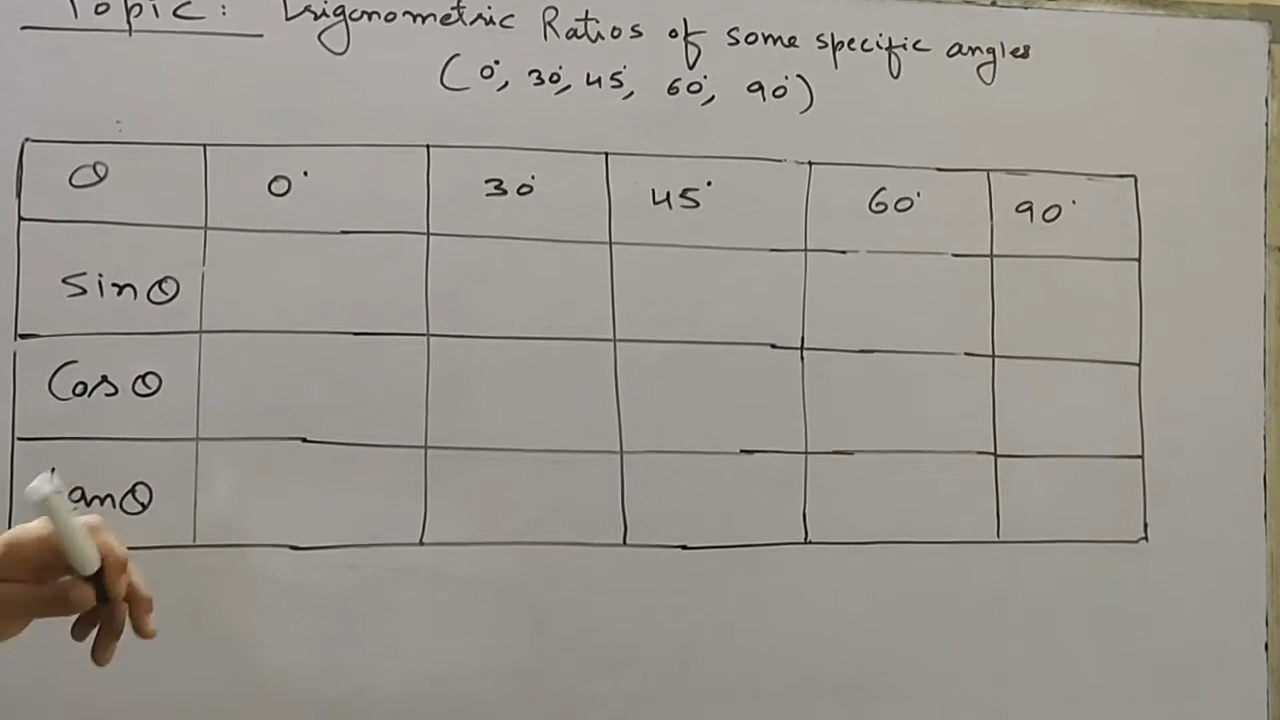 Topic: Trigonometric Ratios of some specific angles
(0°, 30°, 45°, 60°, 90°)
θ 0° 30° 45° 60° 90°
sinθ
Cosθ
tanθ